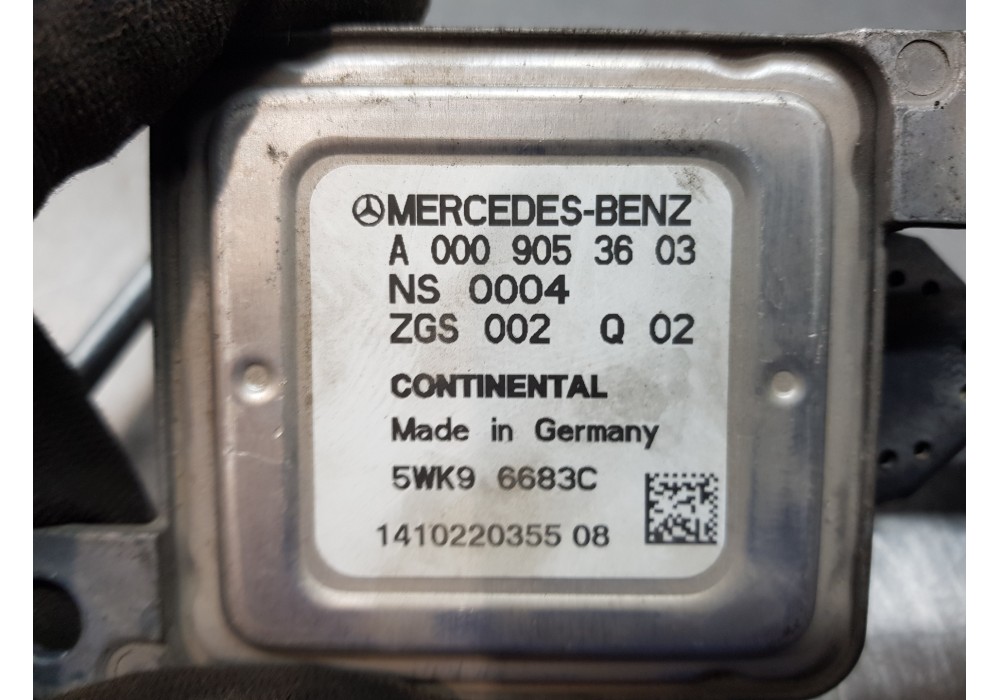 MERCEDES-BENZ
A 000 905 36 03
NS 0004
ZGS 002 Q 02
CONTINENTAL
Made in Germany
5WK9 6683C
1410220355 08